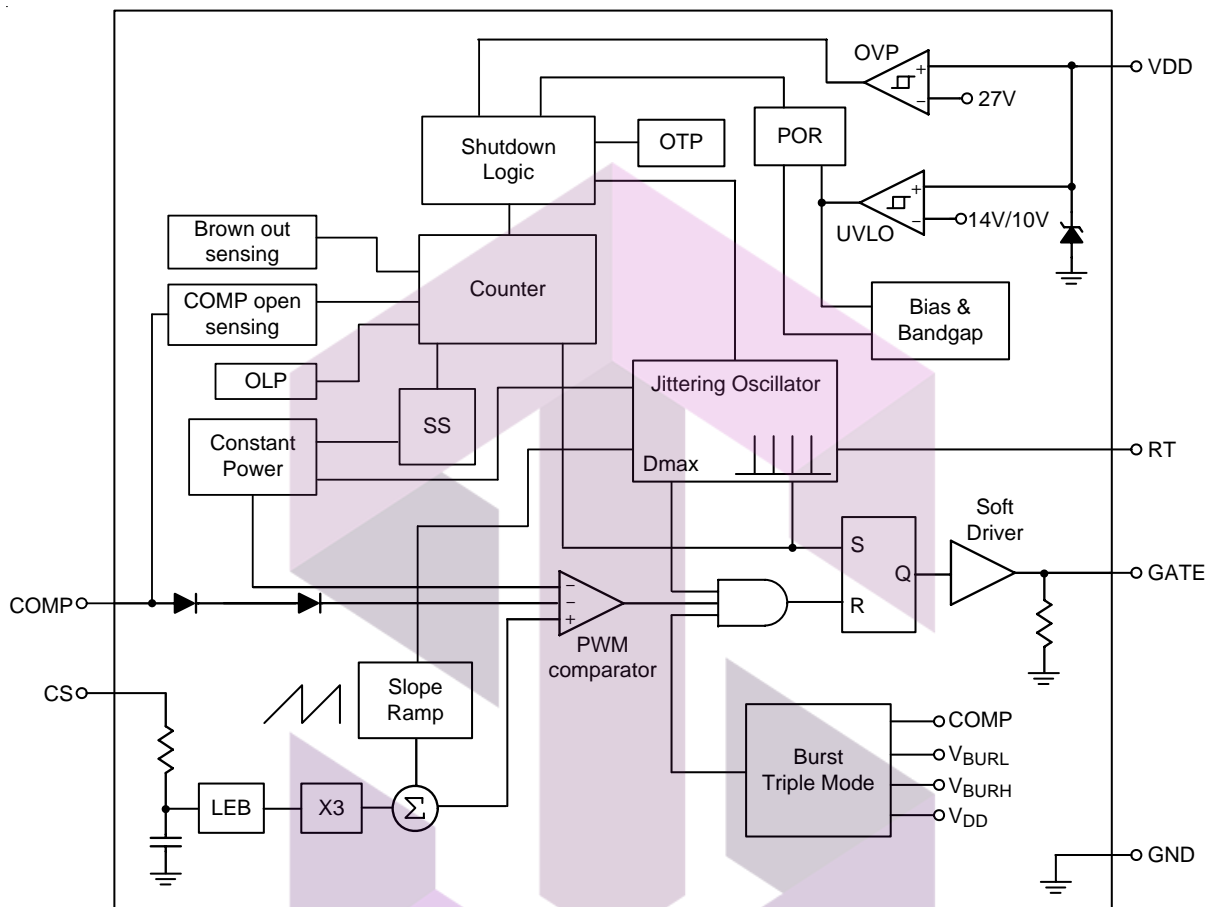 OVP
+
−
27V
VDD
Shutdown
Logic
OTP
POR
+
−
14V/10V
UVLO
Brown out
sensing
Counter
COMP open
sensing
Bias &
Bandgap
OLP
Jittering Oscillator
SS
Constant
Power
Dmax
RT
Soft
Driver
S
Q
R
GATE
COMP
−
−
+
PWM
comparator
CS
Slope
Ramp
Burst
Triple Mode
COMP
VBURL
VBURH
VDD
LEB
X3
Σ
GND